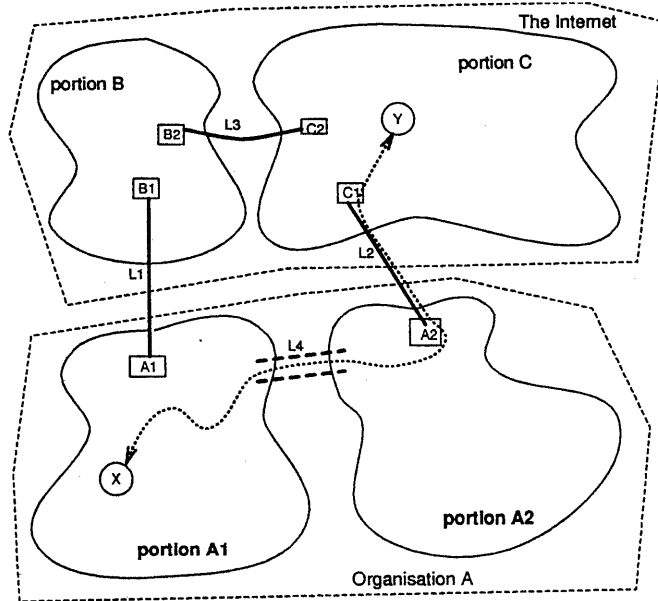 The Internet
portion B
portion C
L3
B2
C2
Y
B1
C1
L2
L1
A2
L4
A1
X
portion A1
portion A2
Organisation A